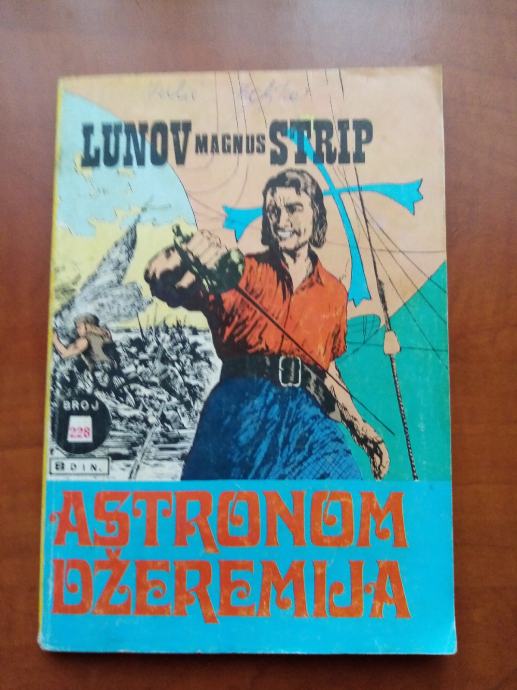 LUNOV MAGNUS STRIP
BROJ
228
8 DIN.
ASTRONOM
DŽEREMIJA